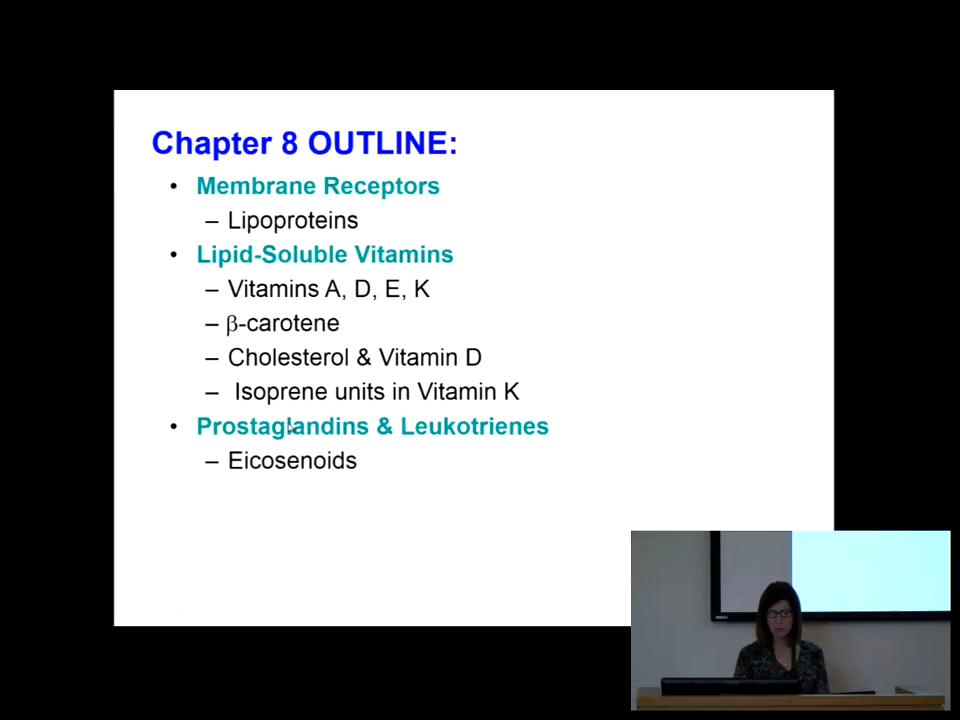 Chapter 8 OUTLINE:
• Membrane Receptors
– Lipoproteins
• Lipid-Soluble Vitamins
– Vitamins A, D, E, K
– β-carotene
– Cholesterol & Vitamin D
– Isoprene units in Vitamin K
• Prostaglandins & Leukotrienes
– Eicosenoids